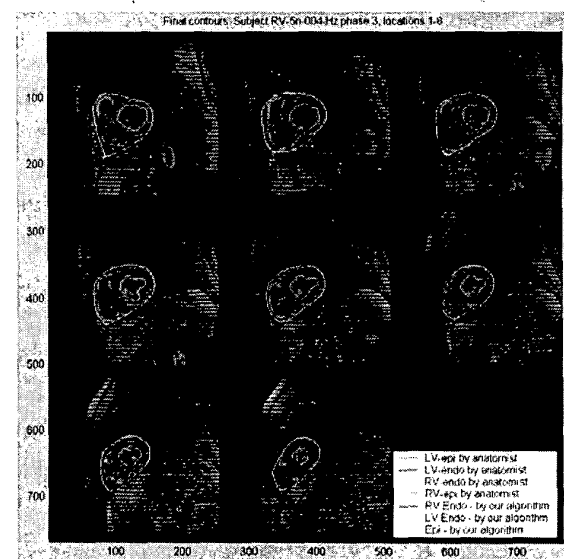 Final contours: Subject RV-5n-004-Hz phase 3, locations 1-8
100
200
300
400
500
600
700
LV-epi by anatomist
LV-endo by anatomist
RV-endo by anatomist
RV-epi by anatomist
RV Endo - by our algorithm
LV Endo - by our algorithm
Epi - by our algorithm
100 200 300 400 500 600 700